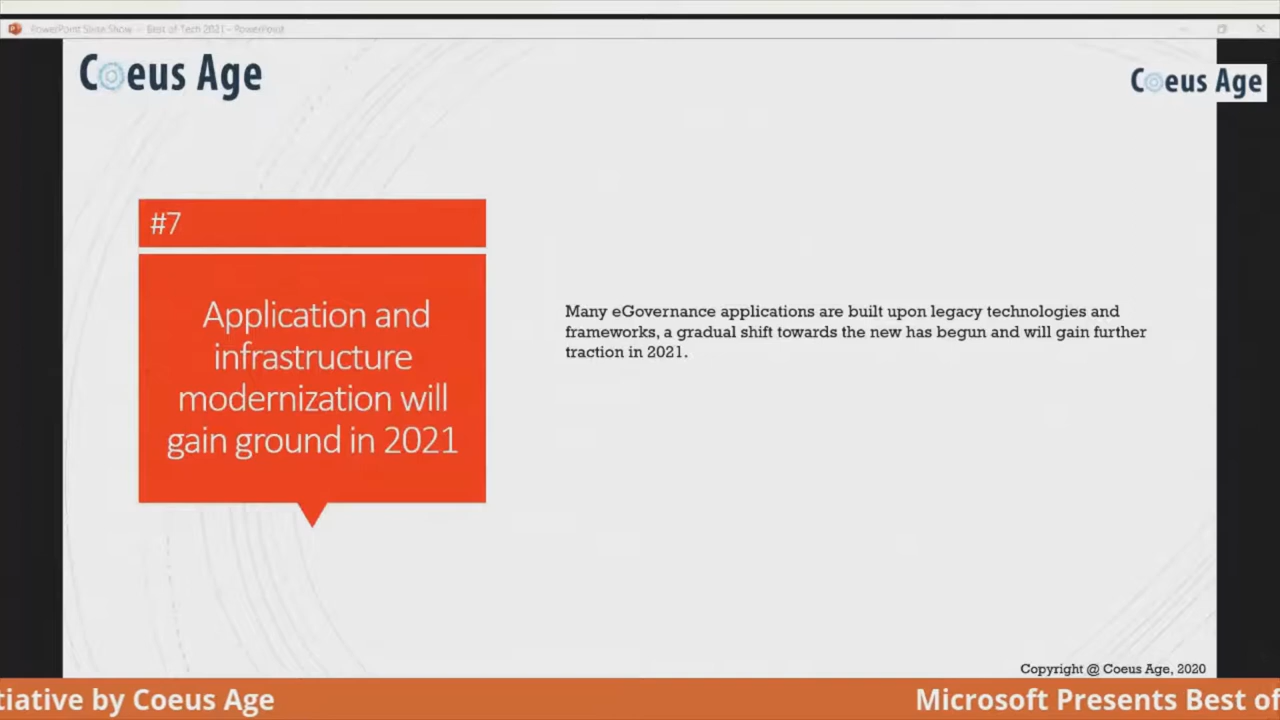 PowerPoint Slide Show - Best of Tech 2021 - PowerPoint
Coeus Age
Coeus Age
#7
Application and
infrastructure
modernization will
gain ground in 2021
Many eGovernance applications are built upon legacy technologies and
frameworks, a gradual shift towards the new has begun and will gain further
traction in 2021.
Copyright @ Coeus Age, 2020
tiative by Coeus Age
Microsoft Presents Best of